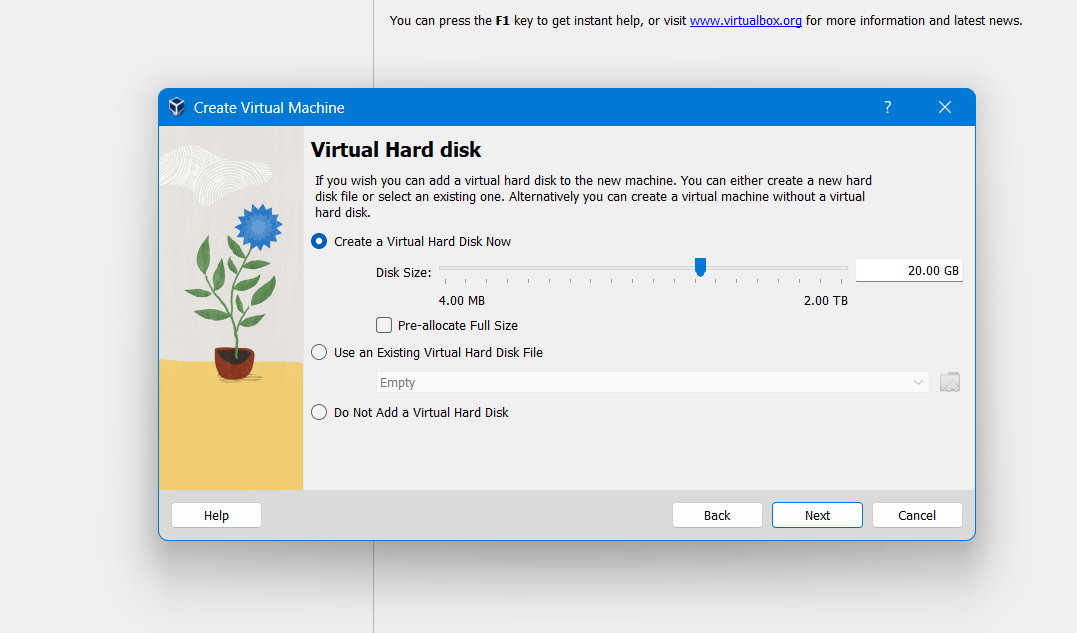 You can press the F1 key to get instant help, or visit www.virtualbox.org for more information and latest news.
Create Virtual Machine
?
Virtual Hard disk
If you wish you can add a virtual hard disk to the new machine. You can either create a new hard
disk file or select an existing one. Alternatively you can create a virtual machine without a virtual
hard disk.
Create a Virtual Hard Disk Now
Disk Size:
20.00 GB
4.00 MB
2.00 TB
Pre-allocate Full Size
Use an Existing Virtual Hard Disk File
Empty
Do Not Add a Virtual Hard Disk
Help
Back
Next
Cancel